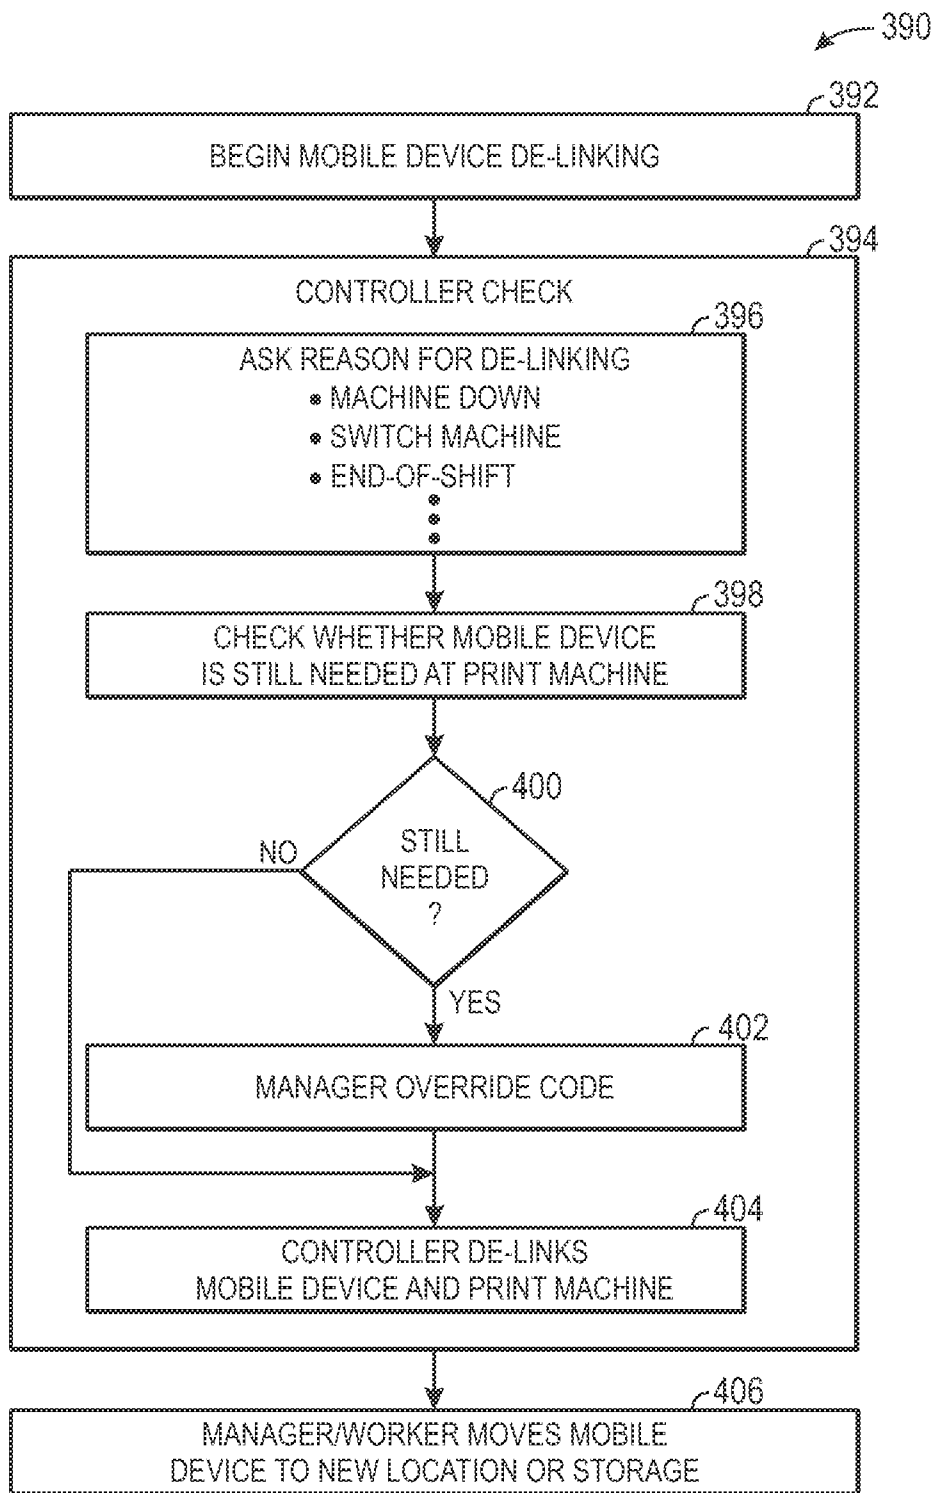 390
392
BEGIN MOBILE DEVICE DE-LINKING
394
CONTROLLER CHECK
396
ASK REASON FOR DE-LINKING
• MACHINE DOWN
• SWITCH MACHINE
• END-OF-SHIFT
398
CHECK WHETHER MOBILE DEVICE
IS STILL NEEDED AT PRINT MACHINE
400
STILL
NEEDED
?
NO
YES
402
MANAGER OVERRIDE CODE
404
CONTROLLER DE-LINKS
MOBILE DEVICE AND PRINT MACHINE
406
MANAGER/WORKER MOVES MOBILE
DEVICE TO NEW LOCATION OR STORAGE